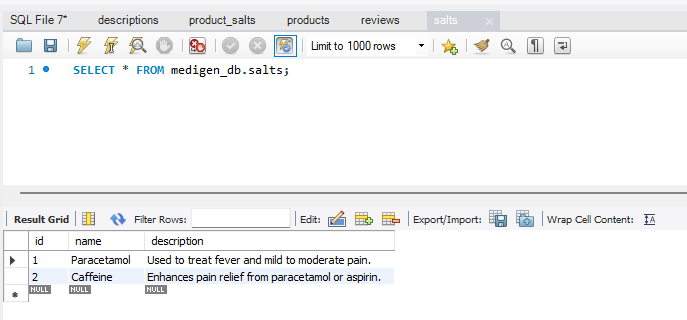 SQL File 7* descriptions product_salts products reviews salts
Limit to 1000 rows
1 SELECT * FROM medigen_db.salts;
Result Grid Filter Rows: Edit: Export/Import: Wrap Cell Content:
id name description
1 Paracetamol Used to treat fever and mild to moderate pain.
2 Caffeine Enhances pain relief from paracetamol or aspirin.
NULL NULL NULL